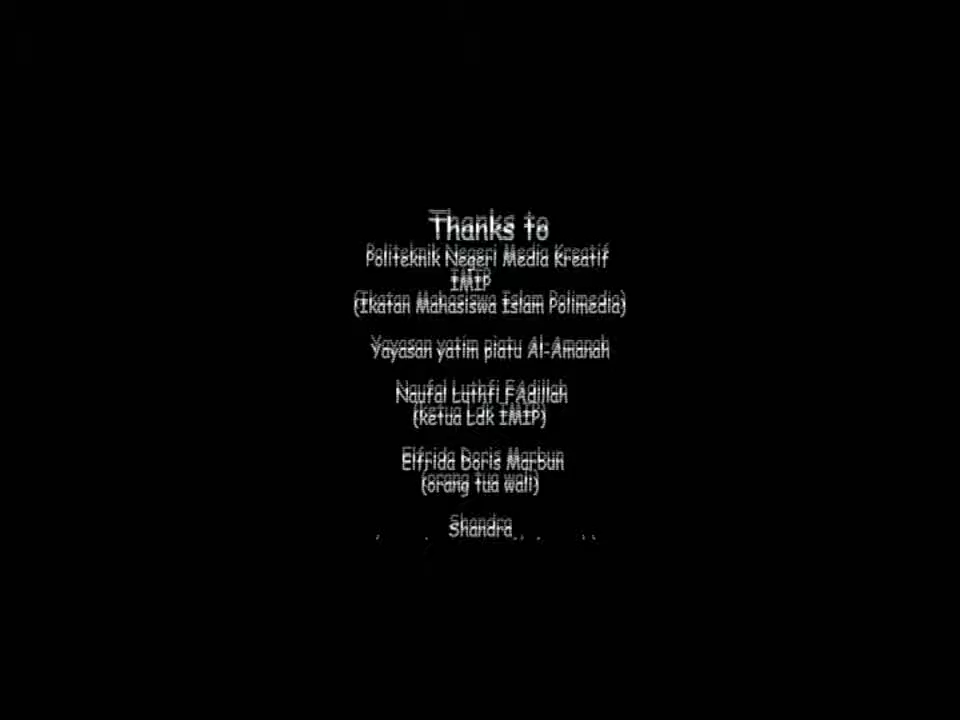 Thanks to
Politeknik Negeri Media Kreatif
IMIP
(Ikatan Mahasiswa Islam Polimedia)
Yayasan yatim piatu Al-Amanah
Naufal Luthfi FAdillah
(ketua Ldk IMIP)
Elfrida Doris Marbun
(orang tua wali)
Shandra